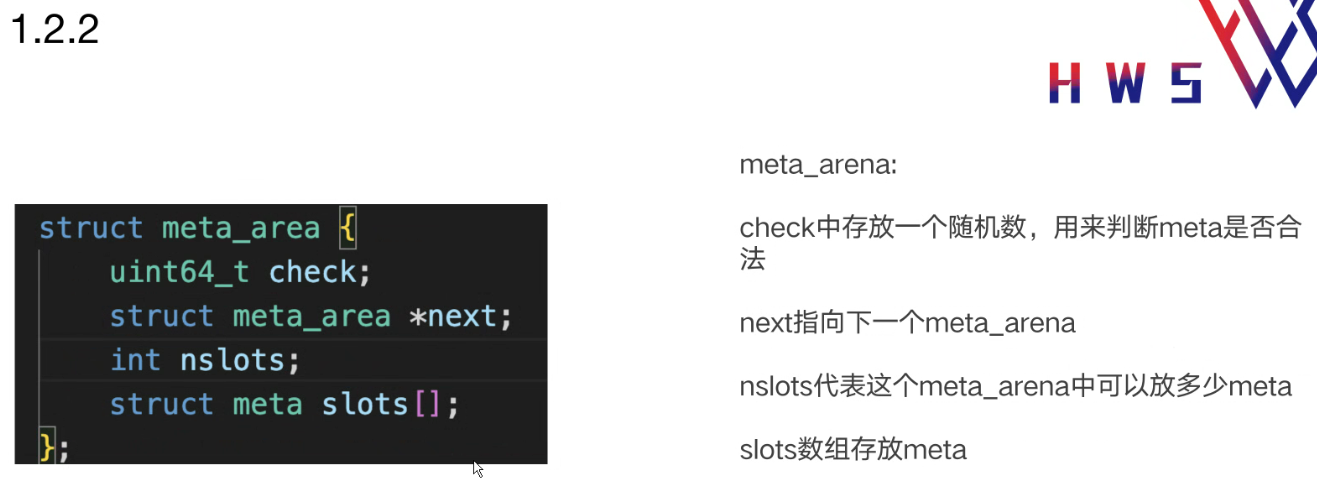 1.2.2
HWS
struct meta_area {
    uint64_t check;
    struct meta_area *next;
    int nslots;
    struct meta slots[];
};
meta_arena:
check中存放一个随机数，用来判断meta是否合
法
next指向下一个meta_arena
nslots代表这个meta_arena中可以放多少meta
slots数组存放meta